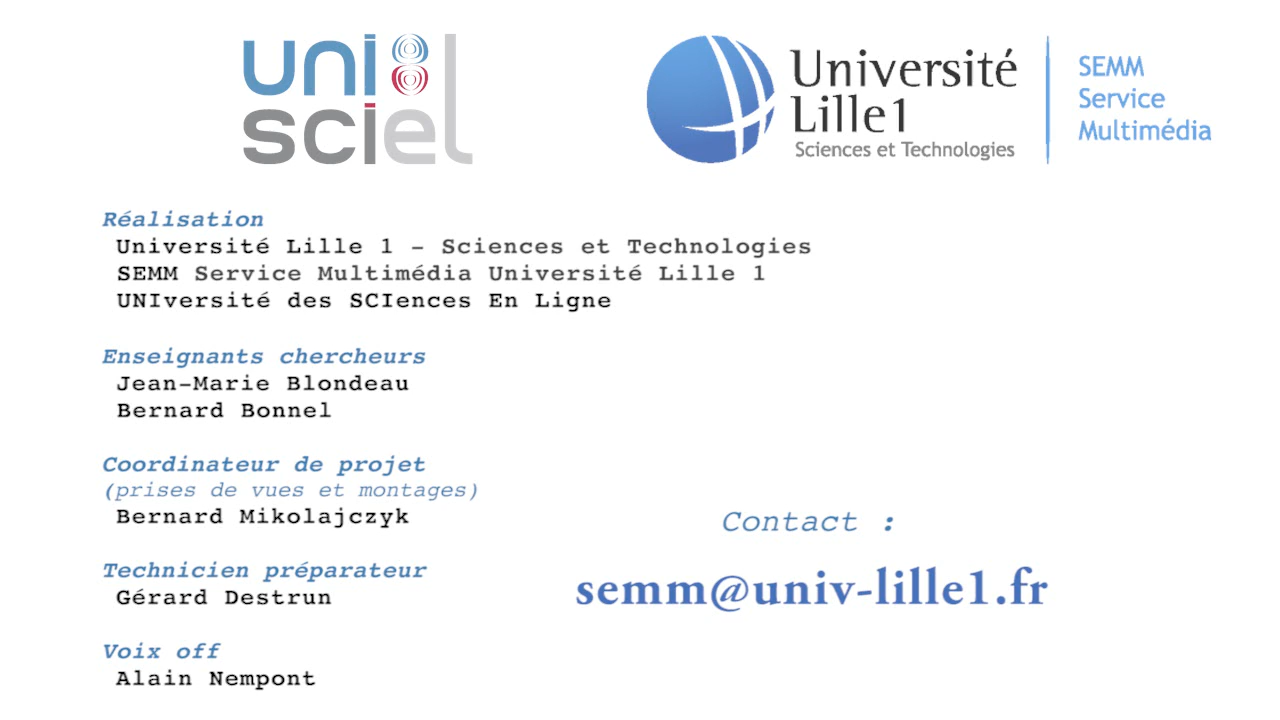 uni
sciel
Université
Lille1
Sciences et Technologies
SEMM
Service
Multimédia
Réalisation
Université Lille 1 - Sciences et Technologies
SEMM Service Multimédia Université Lille 1
UNIversité des SCIences En Ligne
Enseignants chercheurs
Jean-Marie Blondeau
Bernard Bonnel
Coordinateur de projet
(prises de vues et montages)
Bernard Mikolajczyk
Technicien préparateur
Gérard Destrun
Voix off
Alain Nempont
Contact :
semm@univ-lille1.fr